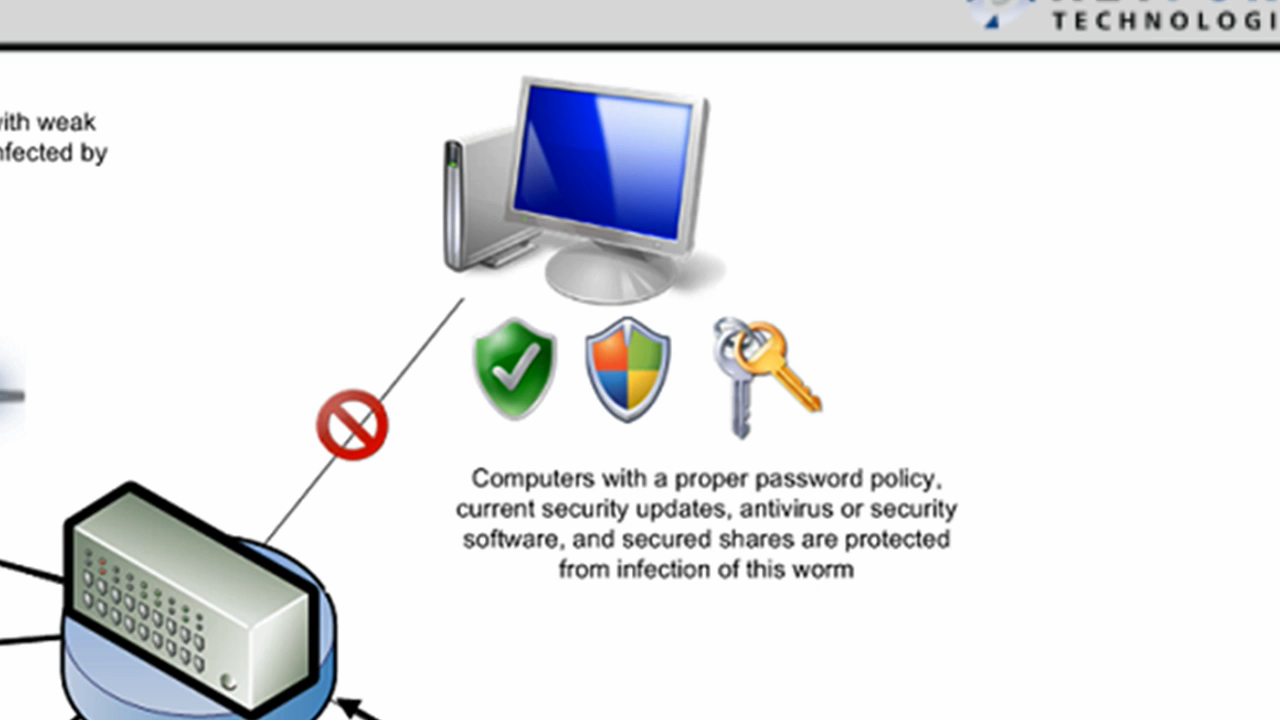 TECHNOLOGI
with weak
nfected by
Computers with a proper password policy,
current security updates, antivirus or security
software, and secured shares are protected
from infection of this worm